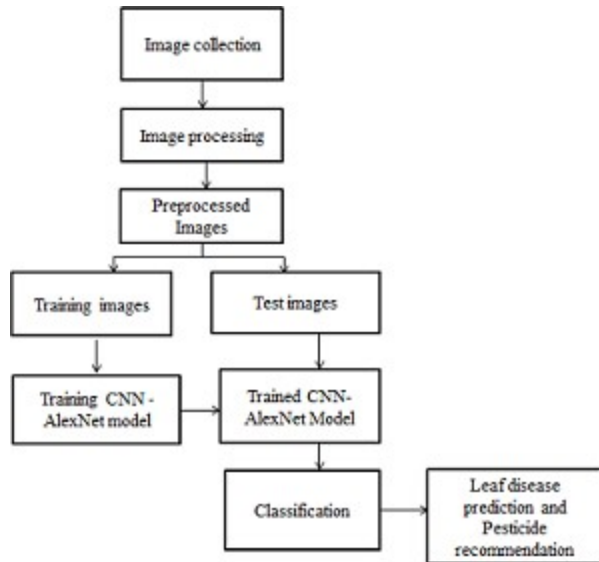 Image collection
Image processing
Preprocessed
Images
Training images
Test images
Training CNN -
AlexNet model
Trained CNN-
AlexNet Model
Classification
Leaf disease
prediction and
Pesticide
recommendation